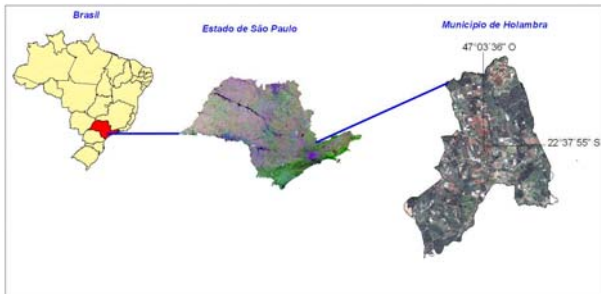 Brasil
Estado de São Paulo
Município de Holambra
47°03'36" O
22°37'55" S